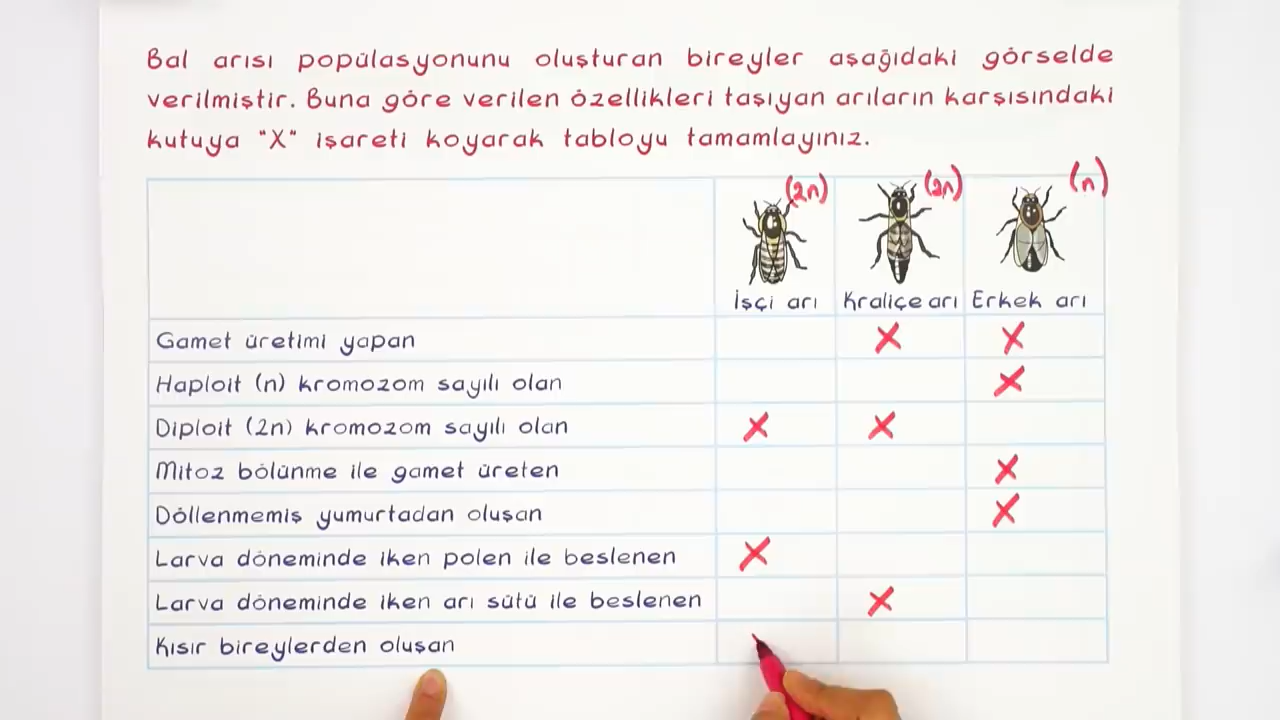 Bal arısı popülasyonunu oluşturan bireyler aşağıdaki görselde
verilmiştir. Buna göre verilen özellikleri taşıyan arıların karşısındaki
kutuya "X" işareti koyarak tabloyu tamamlayınız.
(2n) (2n) (n)
İşçi arı Kraliçe arı Erkek arı
Gamet üretimi yapan X X
Haploit (n) kromozom sayılı olan X
Diploit (2n) kromozom sayılı olan X X
Mitoz bölünme ile gamet üreten X
Döllenmemiş yumurtadan oluşan X
Larva döneminde iken polen ile beslenen X
Larva döneminde iken arı sütü ile beslenen X
Kısır bireylerden oluşan